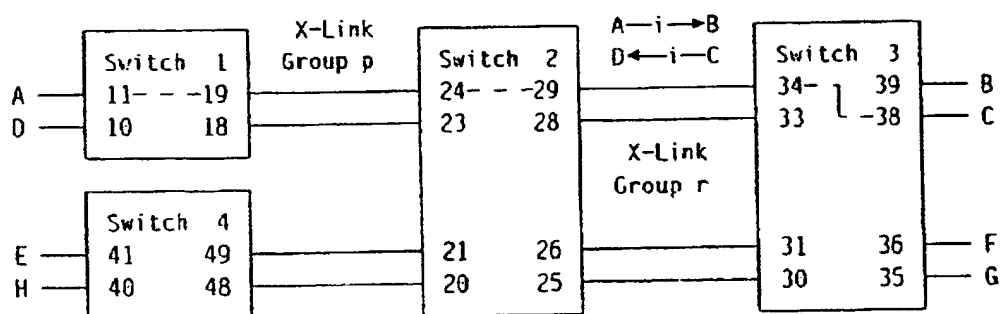 X-Link
Group p
A—i→B
D←i—C
Switch 1
Switch 2
Switch 3
A 11- - -19 24- - -29 34- 39 B
D 10 18 23 28 33 -38 C
X-Link
Group r
Switch 4
E 41 49 21 26 31 36 F
H 40 48 20 25 30 35 G